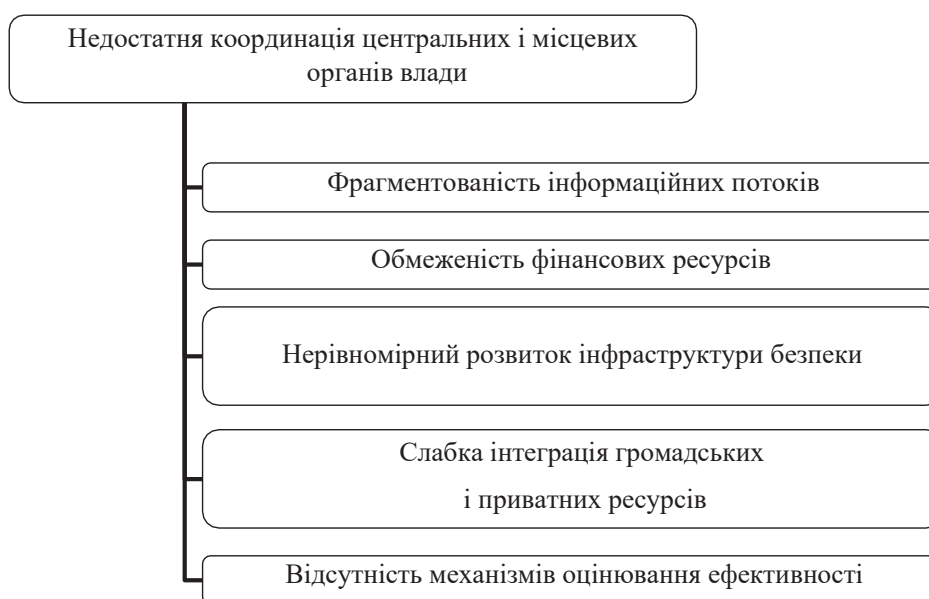 Недостатня координація центральних і місцевих
органів влади
Фрагментованість інформаційних потоків
Обмеженість фінансових ресурсів
Нерівномірний розвиток інфраструктури безпеки
Слабка інтеграція громадських
і приватних ресурсів
Відсутність механізмів оцінювання ефективності